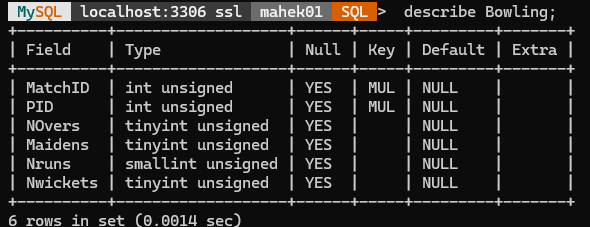 MySQL localhost:3306 ssl mahek01 SQL > describe Bowling;
+----------+-------------------+------+-----+---------+-------+
| Field    | Type              | Null | Key | Default | Extra |
+----------+-------------------+------+-----+---------+-------+
| MatchID  | int unsigned      | YES  | MUL | NULL    |       |
| PID      | int unsigned      | YES  | MUL | NULL    |       |
| NOvers   | tinyint unsigned  | YES  |     | NULL    |       |
| Maidens  | tinyint unsigned  | YES  |     | NULL    |       |
| Nruns    | smallint unsigned | YES  |     | NULL    |       |
| Nwickets | tinyint unsigned  | YES  |     | NULL    |       |
+----------+-------------------+------+-----+---------+-------+
6 rows in set (0.0014 sec)